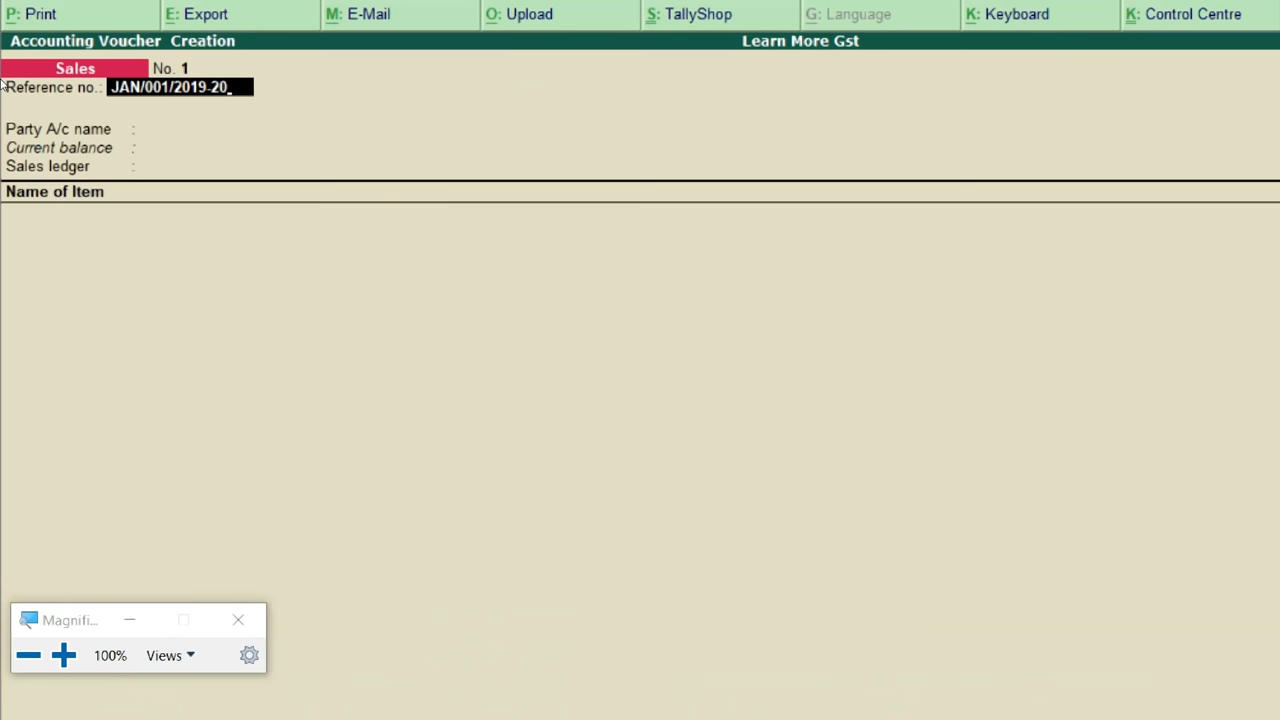 P: Print E: Export M: E-Mail O: Upload S: TallyShop G: Language K: Keyboard K: Control Centre
Accounting Voucher Creation Learn More Gst
Sales No. 1
Reference no.: JAN/001/2019-20_
Party A/c name :
Current balance :
Sales ledger :
Name of Item
Magnifi...
100% Views